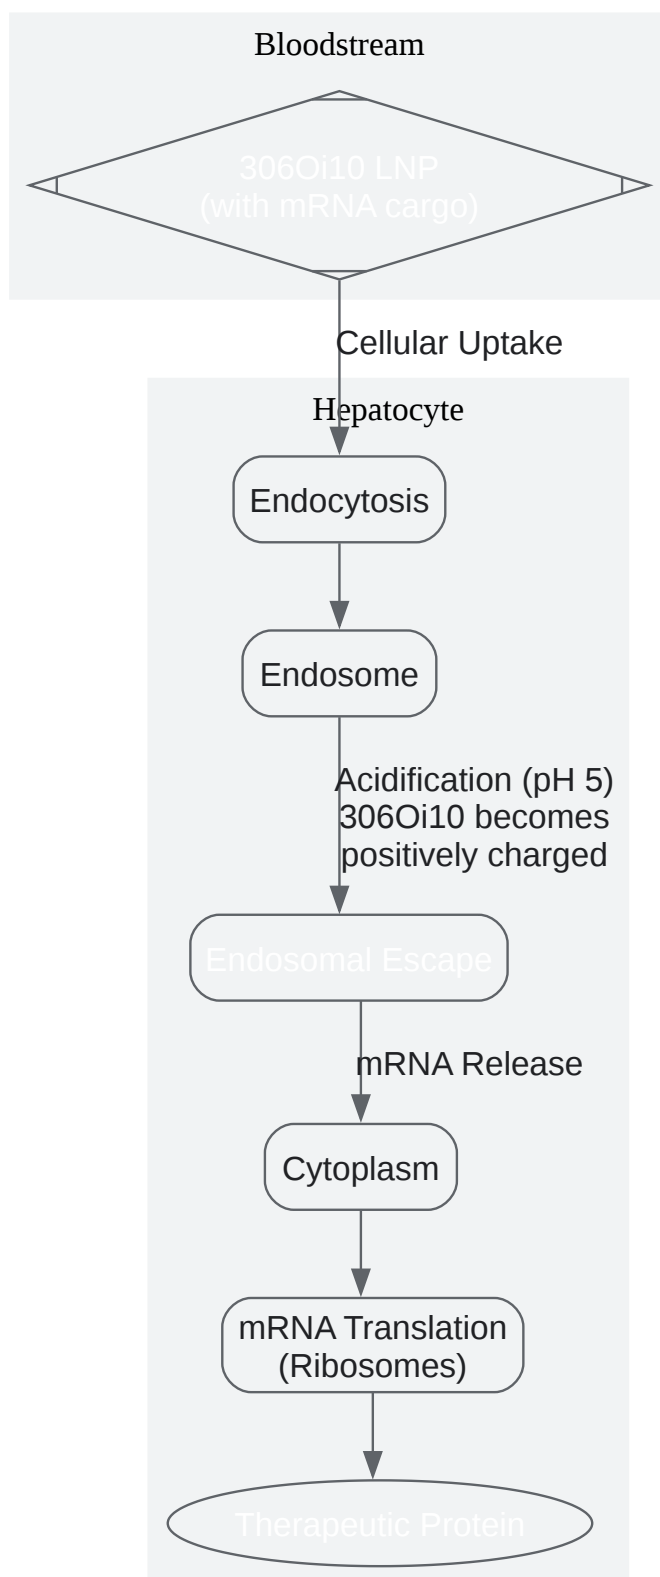 Bloodstream
306Oi10 LNP
(with mRNA cargo)
Cellular Uptake
Hepatocyte
Endocytosis
Endosome
Acidification (pH 5)
306Oi10 becomes
positively charged
Endosomal Escape
mRNA Release
Cytoplasm
mRNA Translation
(Ribosomes)
Therapeutic Protein